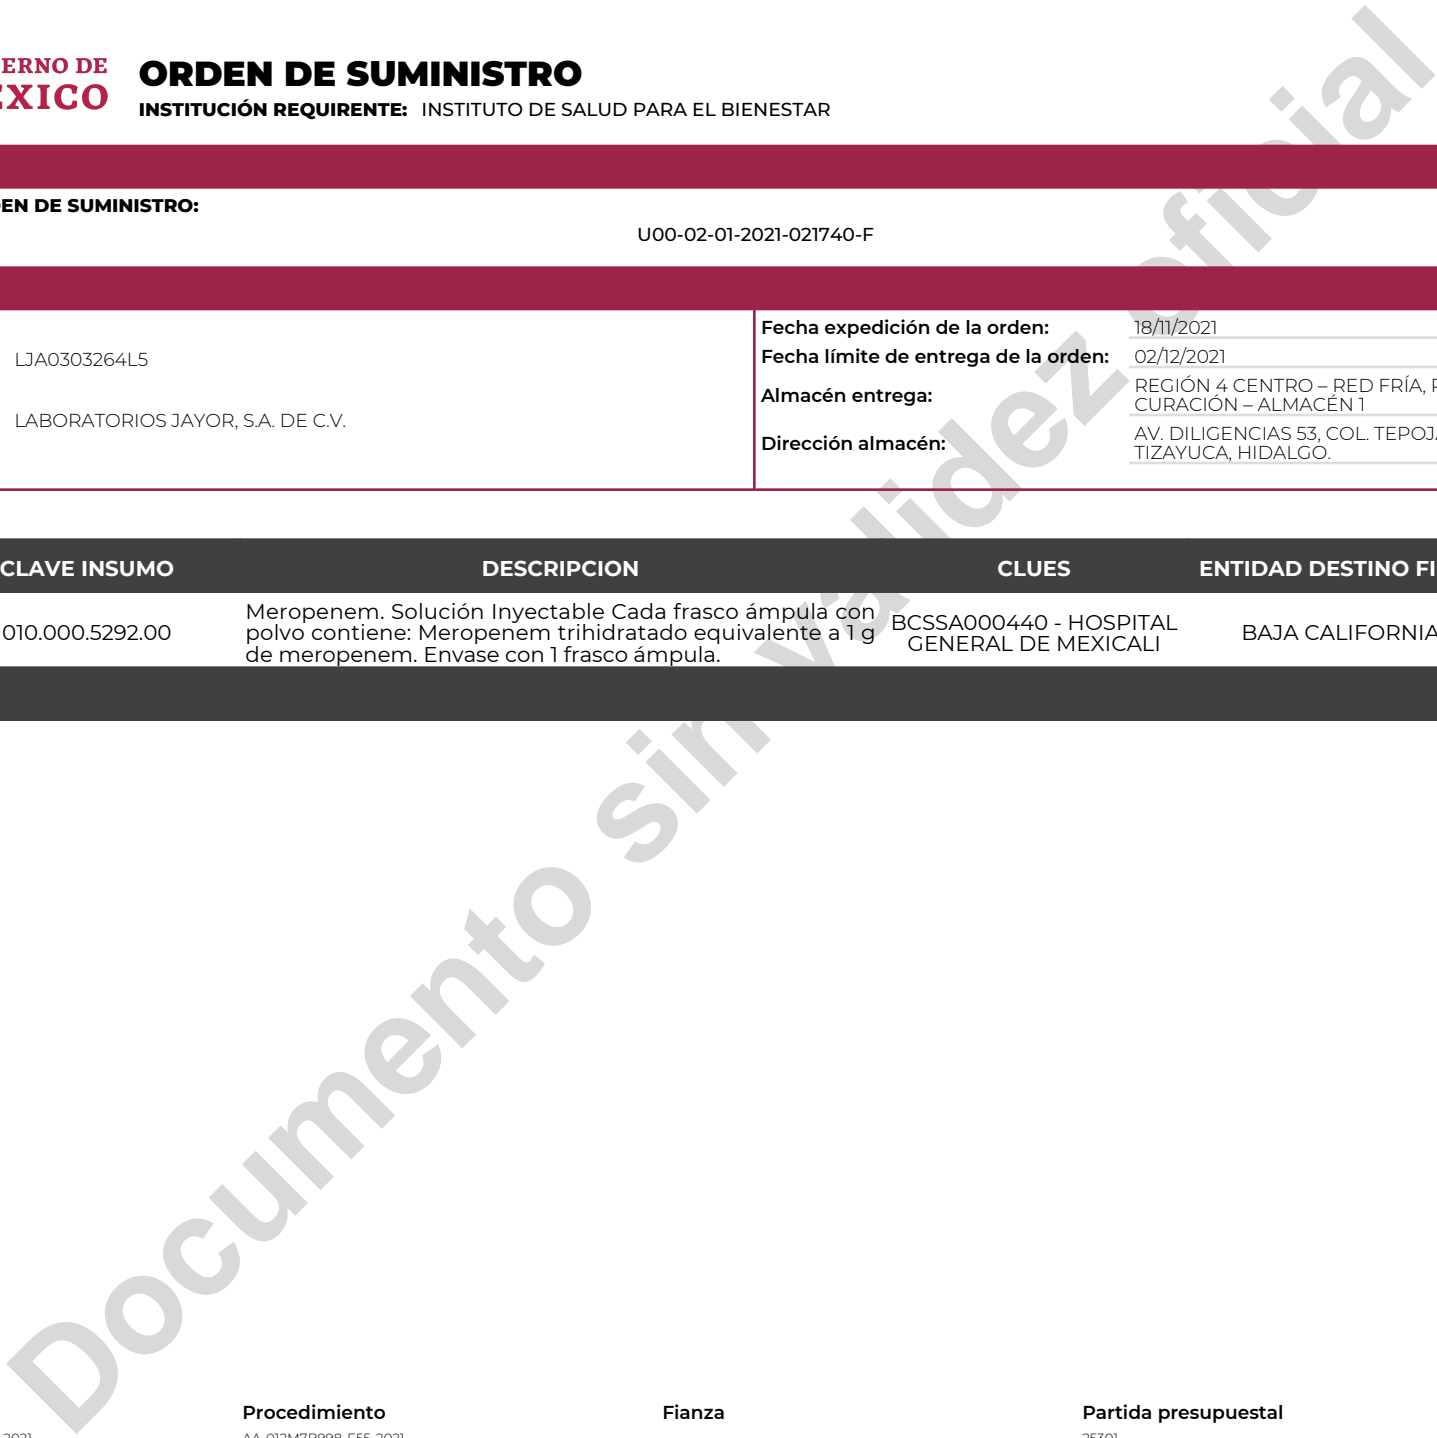 ERNO DE
EXICO
ORDEN DE SUMINISTRO
INSTITUCIÓN REQUIRENTE: INSTITUTO DE SALUD PARA EL BIENESTAR
EN DE SUMINISTRO:
U00-02-01-2021-021740-F
LJA0303264L5
LABORATORIOS JAYOR, S.A. DE C.V.
Fecha expedición de la orden: 18/11/2021
Fecha límite de entrega de la orden: 02/12/2021
Almacén entrega: REGIÓN 4 CENTRO – RED FRÍA,
CURACIÓN – ALMACÉN 1
Dirección almacén: AV. DILIGENCIAS 53, COL. TEPOJA
TIZAYUCA, HIDALGO.
CLAVE INSUMO DESCRIPCION CLUES ENTIDAD DESTINO FI
010.000.5292.00
Meropenem. Solución Inyectable Cada frasco ámpula con
polvo contiene: Meropenem trihidratado equivalente a 1 g
de meropenem. Envase con 1 frasco ámpula.
BCSSA000440 - HOSPITAL
GENERAL DE MEXICALI
BAJA CALIFORNIA
Documento sin validez oficial
Procedimiento Fianza Partida presupuestal